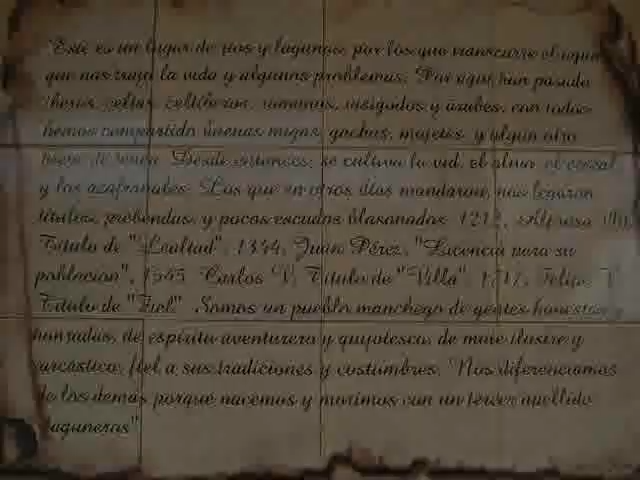 "Este es un lugar de ríos y lagunas, por los que transcurre el agua
que nos trajo la vida y algunos problemas. Por aquí han pasado
iberos, celtas, celtíberos, romanos, visigodos y árabes, con todos
hemos compartido buenas migas, gachas, mojetes, y algún otro
Desde entonces, se cultiva la vid, el olivo, el cereal
y los azafranales. Los que en otros días mandaron, nos legaron
títulos, prebendas, y pocos escudos blasonados. 1212, Alfonso VIII
Título de "Lealtad", 1344, Juan Pérez, "Licencia para su
población", 1545 Carlos V, Título de "Villa", 1717, Felipe V
Título de "Fiel". Somos un pueblo manchego de gentes honestas y
honradas, de espíritu aventurero y quijotesco, de mote ilustre y
sarcástico, fiel a sus tradiciones y costumbres. "Nos diferenciamos
de los demás porque nacemos y morimos con un tercer apellido
Laguneros"